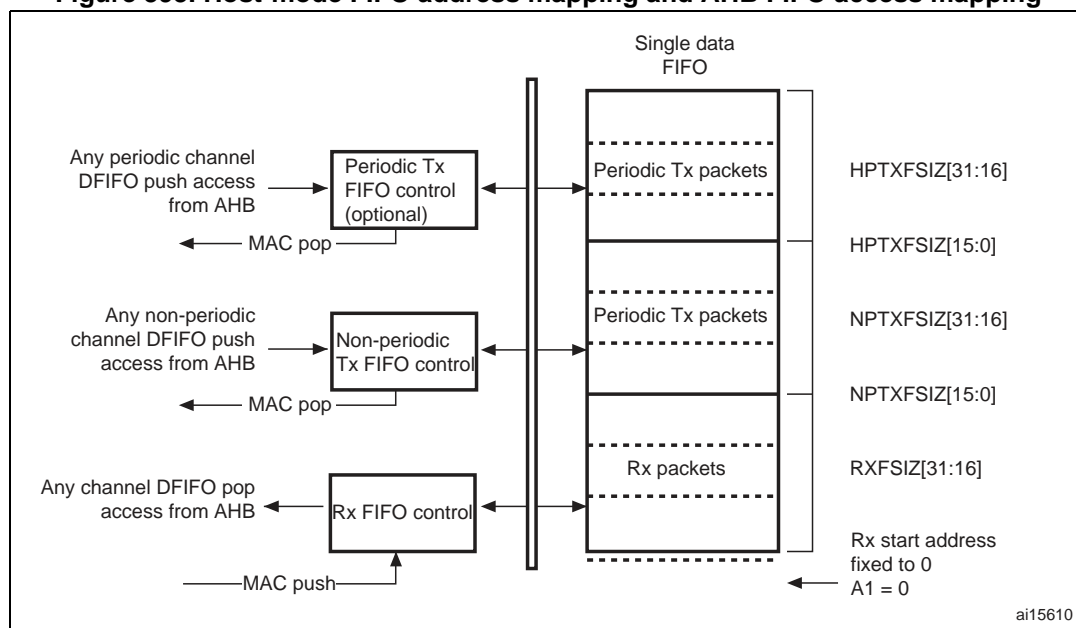 Host-mode FIFO address mapping and AHB FIFO access mapping
Single data
FIFO
Any periodic channel
DFIFO push access
from AHB
Periodic Tx
FIFO control
(optional)
MAC pop
Periodic Tx packets
HPTXFSIZ[31:16]
HPTXFSIZ[15:0]
Any non-periodic
channel DFIFO push
access from AHB
Non-periodic
Tx FIFO control
MAC pop
Periodic Tx packets
NPTXFSIZ[31:16]
NPTXFSIZ[15:0]
Any channel DFIFO pop
access from AHB
Rx FIFO control
MAC push
Rx packets
RXFSIZ[31:16]
Rx start address
fixed to 0
A1 = 0
ai15610